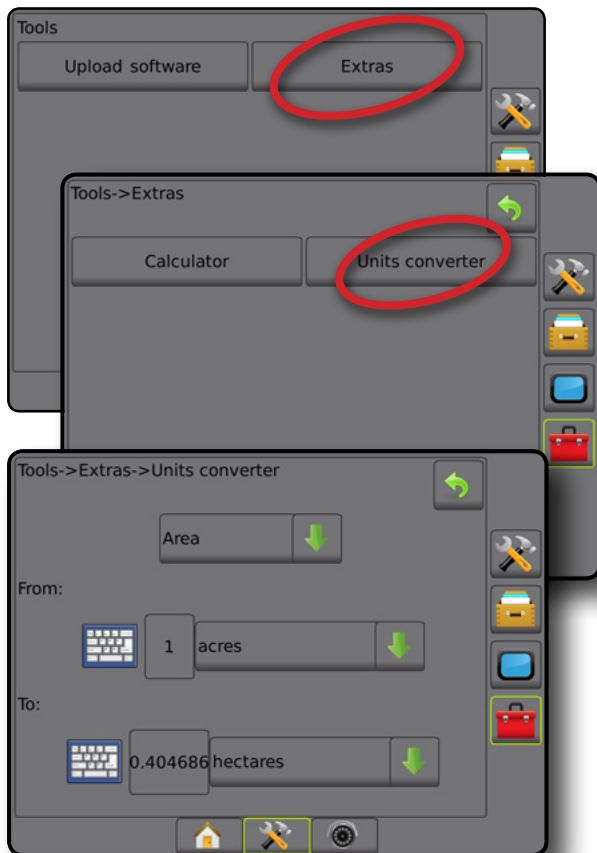 Tools
Upload software Extras
Tools->Extras
Calculator Units converter
Tools->Extras->Units converter
Area
From:
1 acres
To:
0.404686 hectares